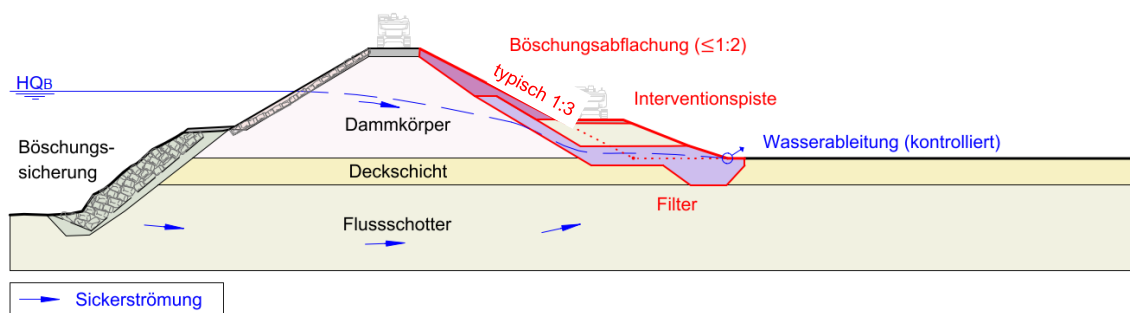 Böschungsabflachung (≤1:2)
HQB
typisch 1:3
Interventionspiste
Dammkörper
Wasserableitung (kontrolliert)
Böschungs-
sicherung
Deckschicht
Filter
Flussschotter
Sickerströmung